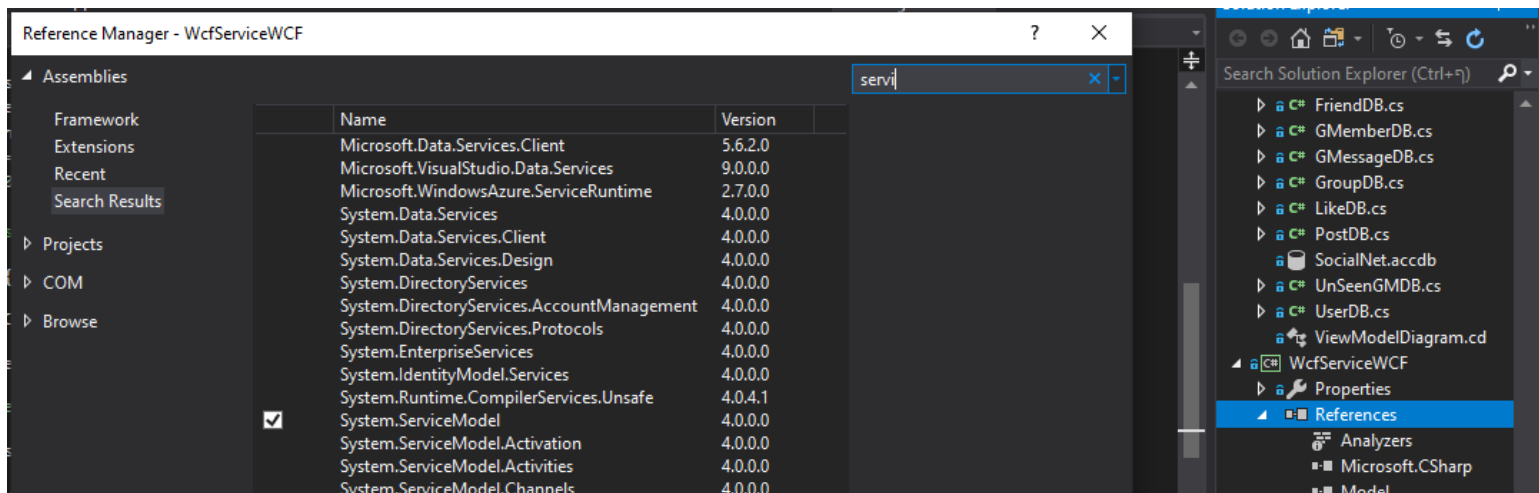 Reference Manager - WcfServiceWCF
?
Assemblies
Framework
Extensions
Recent
Search Results
Projects
COM
Browse
servi
Name Version
Microsoft.Data.Services.Client 5.6.2.0
Microsoft.VisualStudio.Data.Services 9.0.0.0
Microsoft.WindowsAzure.ServiceRuntime 2.7.0.0
System.Data.Services 4.0.0.0
System.Data.Services.Client 4.0.0.0
System.Data.Services.Design 4.0.0.0
System.DirectoryServices 4.0.0.0
System.DirectoryServices.AccountManagement 4.0.0.0
System.DirectoryServices.Protocols 4.0.0.0
System.EnterpriseServices 4.0.0.0
System.IdentityModel.Services 4.0.0.0
System.Runtime.CompilerServices.Unsafe 4.0.4.1
System.ServiceModel 4.0.0.0
System.ServiceModel.Activation 4.0.0.0
System.ServiceModel.Activities 4.0.0.0
System.ServiceModel.Channels 4.0.0.0
Solution Explorer
Search Solution Explorer (Ctrl+ף)
C# FriendDB.cs
C# GMemberDB.cs
C# GMessageDB.cs
C# GroupDB.cs
C# LikeDB.cs
C# PostDB.cs
SocialNet.accdb
C# UnSeenGMDB.cs
C# UserDB.cs
ViewModelDiagram.cd
C# WcfServiceWCF
Properties
References
Analyzers
Microsoft.CSharp
Model